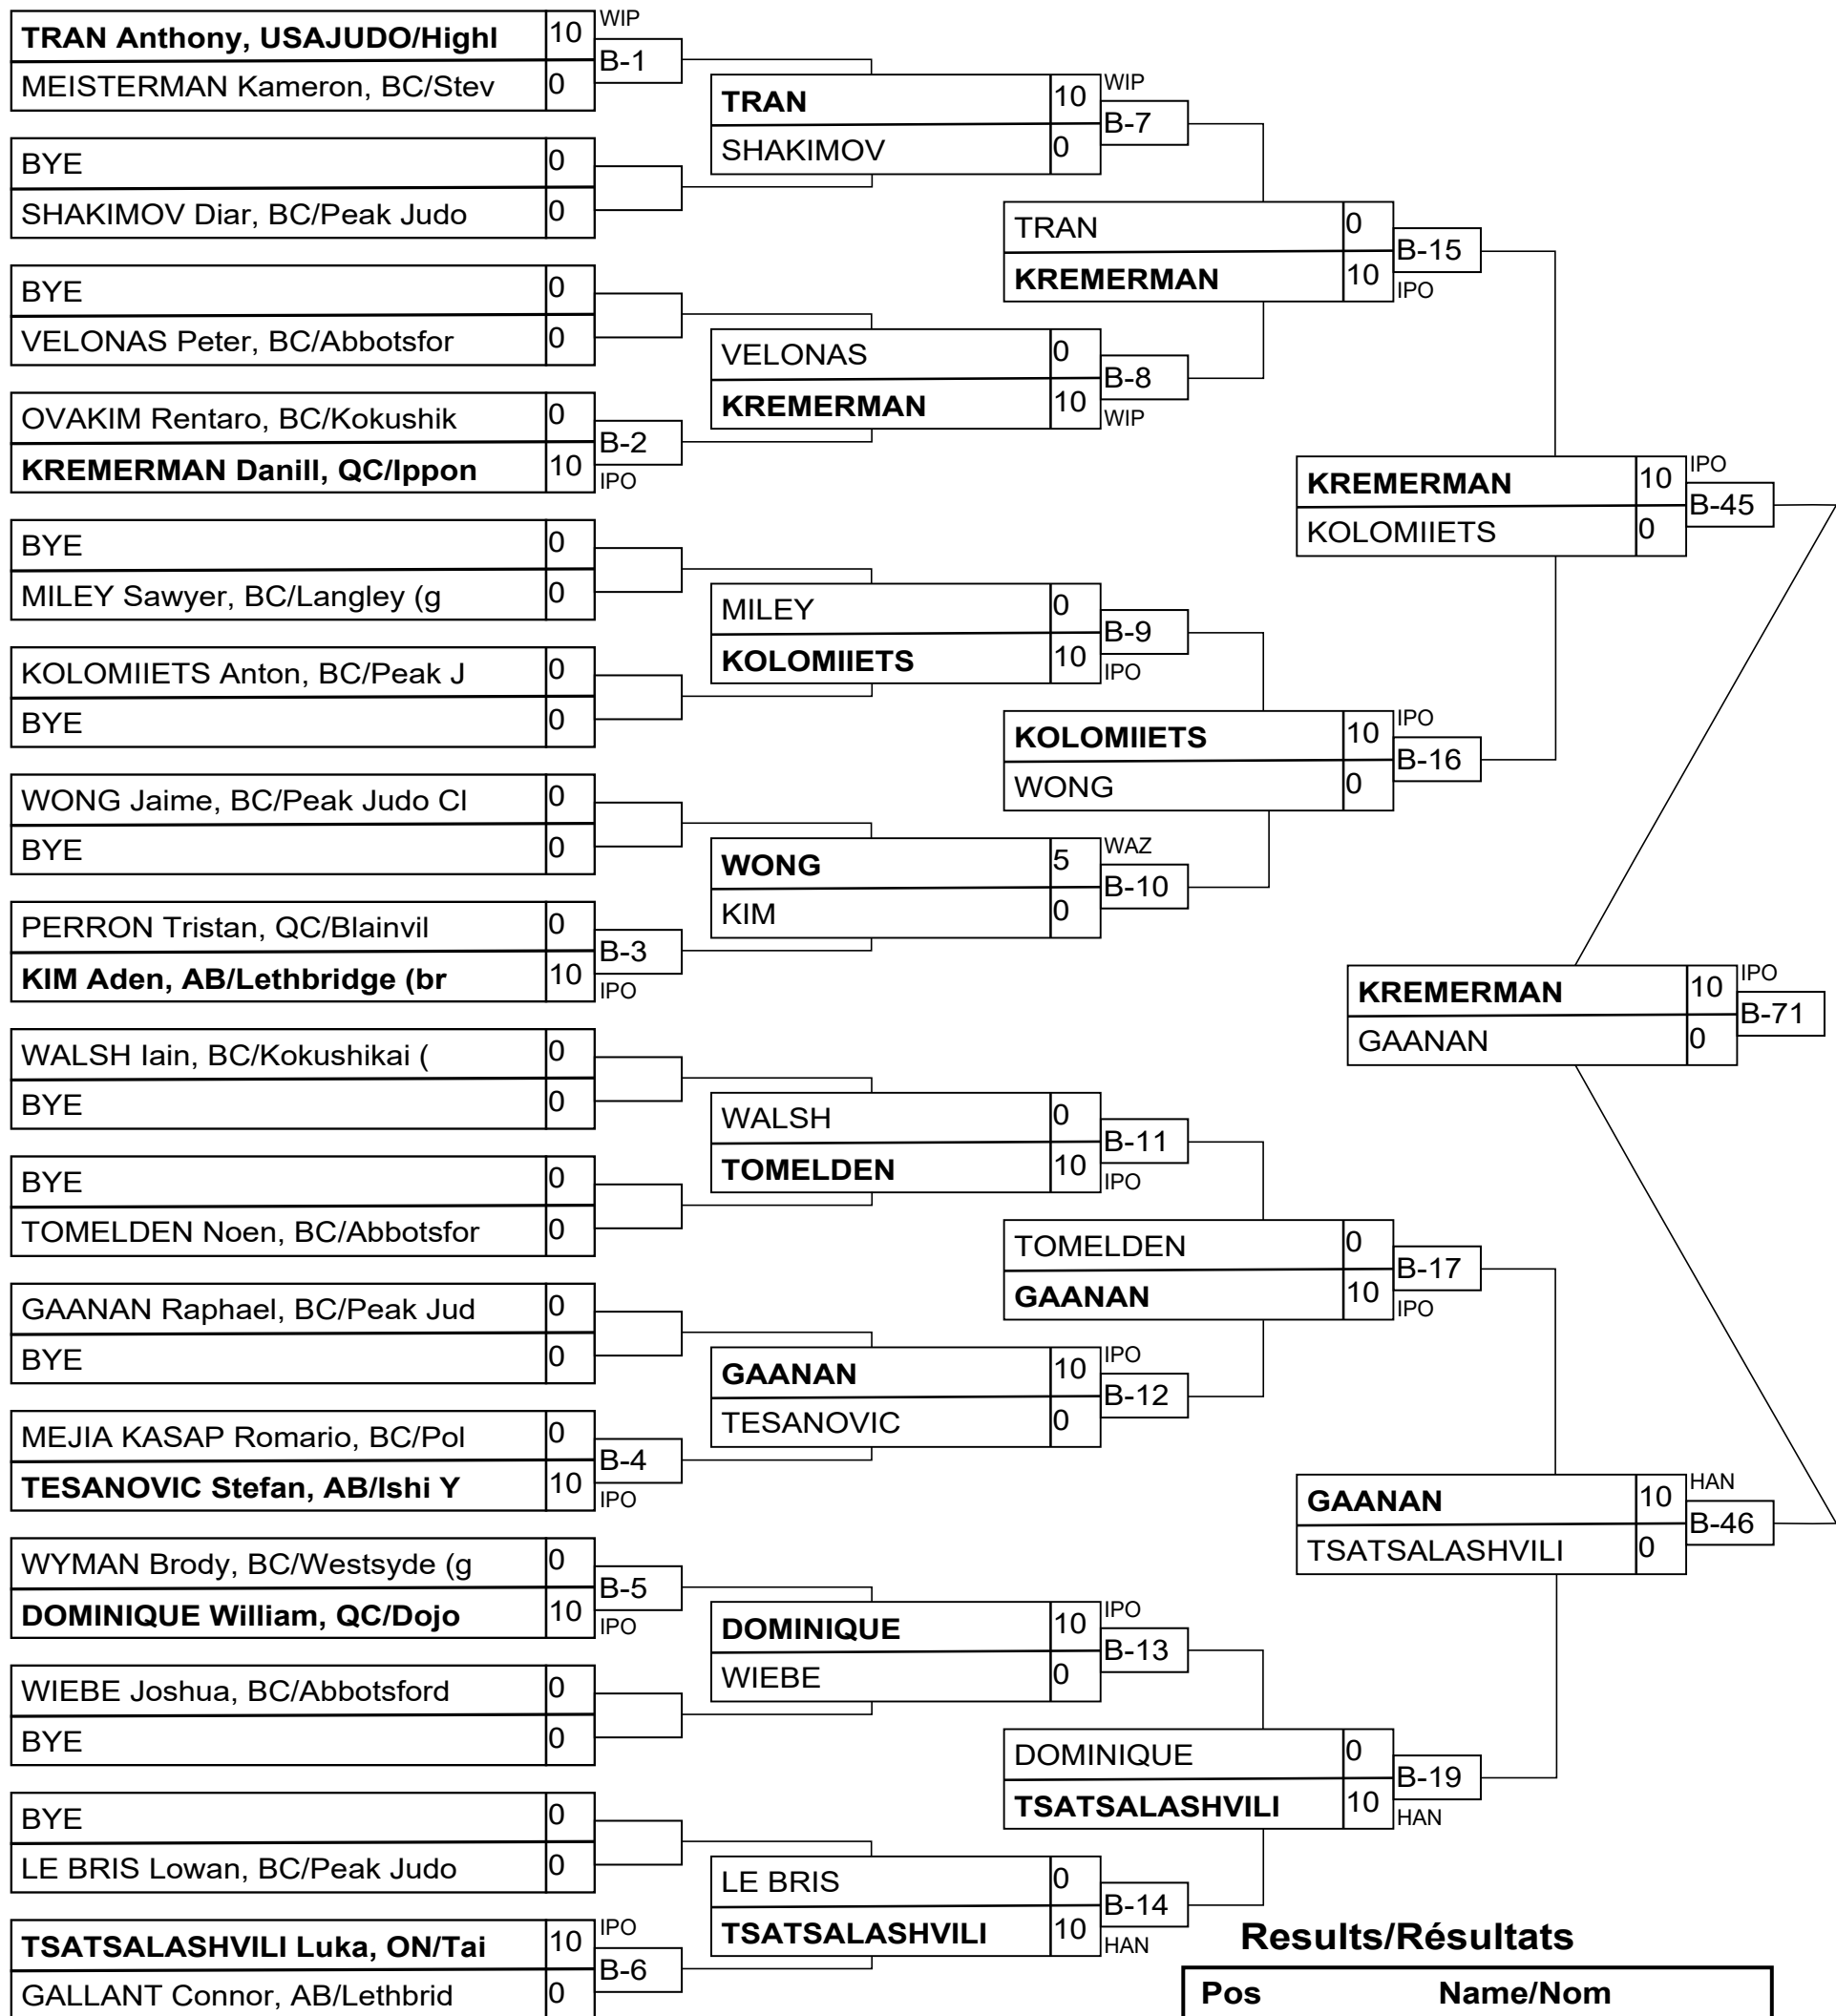 TRAN Anthony, USAJUDO/Highl 10 WIP
B-1
MEISTERMAN Kameron, BC/Stev 0
BYE 0
SHAKIMOV Diar, BC/Peak Judo 0
BYE 0
VELONAS Peter, BC/Abbotsfor 0
OVAKIM Rentaro, BC/Kokushik 0
B-2
KREMERMAN Danill, QC/Ippon 10 IPO
BYE 0
MILEY Sawyer, BC/Langley (g 0
KOLOMIIETS Anton, BC/Peak J 0
BYE 0
WONG Jaime, BC/Peak Judo Cl 0
BYE 0
PERRON Tristan, QC/Blainvil 0
B-3
KIM Aden, AB/Lethbridge (br 10 IPO
WALSH Iain, BC/Kokushikai ( 0
BYE 0
BYE 0
TOMELDEN Noen, BC/Abbotsfor 0
GAANAN Raphael, BC/Peak Jud 0
BYE 0
MEJIA KASAP Romario, BC/Pol 0
B-4
TESANOVIC Stefan, AB/Ishi Y 10 IPO
WYMAN Brody, BC/Westsyde (g 0
B-5
DOMINIQUE William, QC/Dojo 10 IPO
WIEBE Joshua, BC/Abbotsford 0
BYE 0
BYE 0
LE BRIS Lowan, BC/Peak Judo 0
TSATSALASHVILI Luka, ON/Tai 10 IPO
B-6
GALLANT Connor, AB/Lethbrid 0
TRAN 10 WIP
B-7
SHAKIMOV 0
VELONAS 0
B-8
KREMERMAN 10 WIP
MILEY 0
B-9
KOLOMIIETS 10 IPO
WONG 5 WAZ
B-10
KIM 0
WALSH 0
B-11
TOMELDEN 10 IPO
GAANAN 10 IPO
B-12
TESANOVIC 0
DOMINIQUE 10 IPO
B-13
WIEBE 0
LE BRIS 0
B-14
TSATSALASHVILI 10 HAN
TRAN 0
B-15
KREMERMAN 10 IPO
KOLOMIIETS 10 IPO
B-16
WONG 0
TOMELDEN 0
B-17
GAANAN 10 IPO
DOMINIQUE 0
B-19
TSATSALASHVILI 10 HAN
KREMERMAN 10 IPO
B-45
KOLOMIIETS 0
GAANAN 10 HAN
B-46
TSATSALASHVILI 0
KREMERMAN 10 IPO
B-71
GAANAN 0
Results/Résultats
Pos Name/Nom